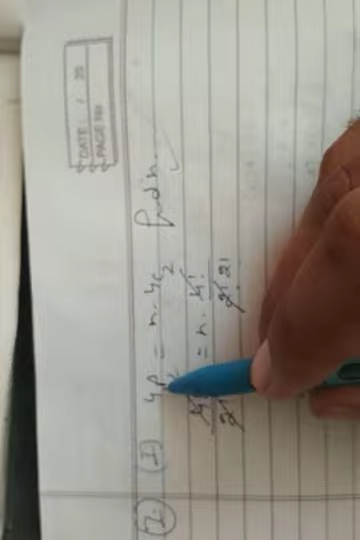 DATE: / 20
PAGE No
(2) (I) 4P2 = n. 4C2 find n.
4! = n. 4!
2! 2! 2!